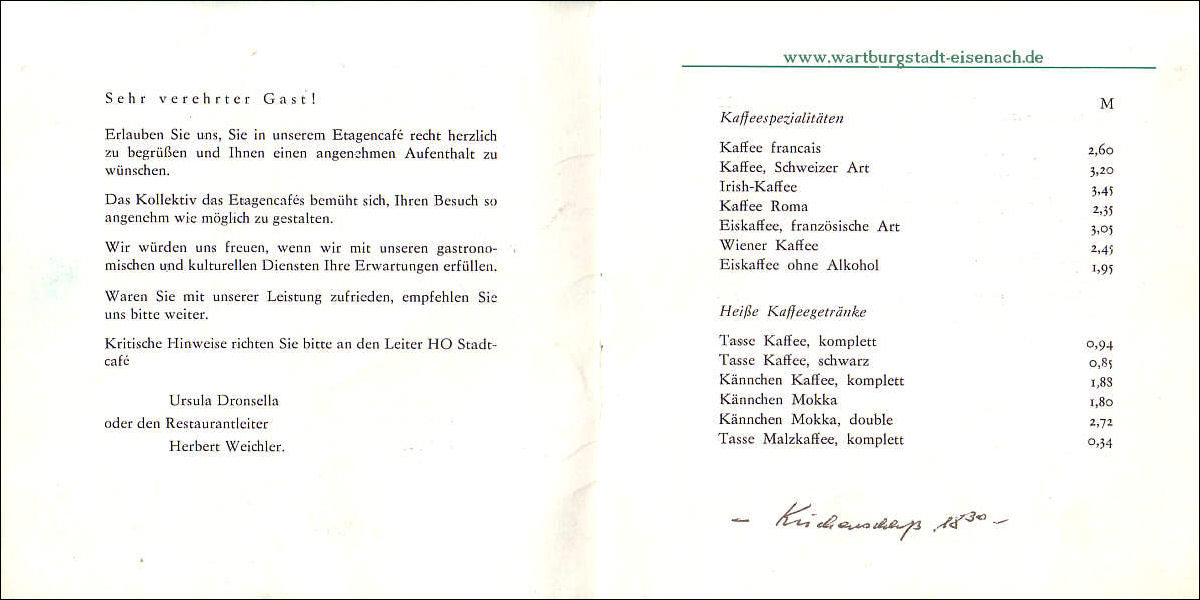 Sehr verehrter Gast!
Erlauben Sie uns, Sie in unserem Etagencafé recht herzlich
zu begrüßen und Ihnen einen angenehmen Aufenthalt zu
wünschen.
Das Kollektiv das Etagencafés bemüht sich, Ihren Besuch so
angenehm wie möglich zu gestalten.
Wir würden uns freuen, wenn wir mit unseren gastrono-
mischen und kulturellen Diensten Ihre Erwartungen erfüllen.
Waren Sie mit unserer Leistung zufrieden, empfehlen Sie
uns bitte weiter.
Kritische Hinweise richten Sie bitte an den Leiter HO Stadt-
café
Ursula Dronsella
oder den Restaurantleiter
Herbert Weichler.
www.wartburgstadt-eisenach.de
M
Kaffeespezialitäten
Kaffee francais 2,60
Kaffee, Schweizer Art 3,20
Irish-Kaffee 3,45
Kaffee Roma 2,35
Eiskaffee, französische Art 3,05
Wiener Kaffee 2,45
Eiskaffee ohne Alkohol 1,95
Heiße Kaffeegetränke
Tasse Kaffee, komplett 0,94
Tasse Kaffee, schwarz 0,85
Kännchen Kaffee, komplett 1,88
Kännchen Mokka 1,80
Kännchen Mokka, double 2,72
Tasse Malzkaffee, komplett 0,34
– Küchenschluß 18³⁰ –